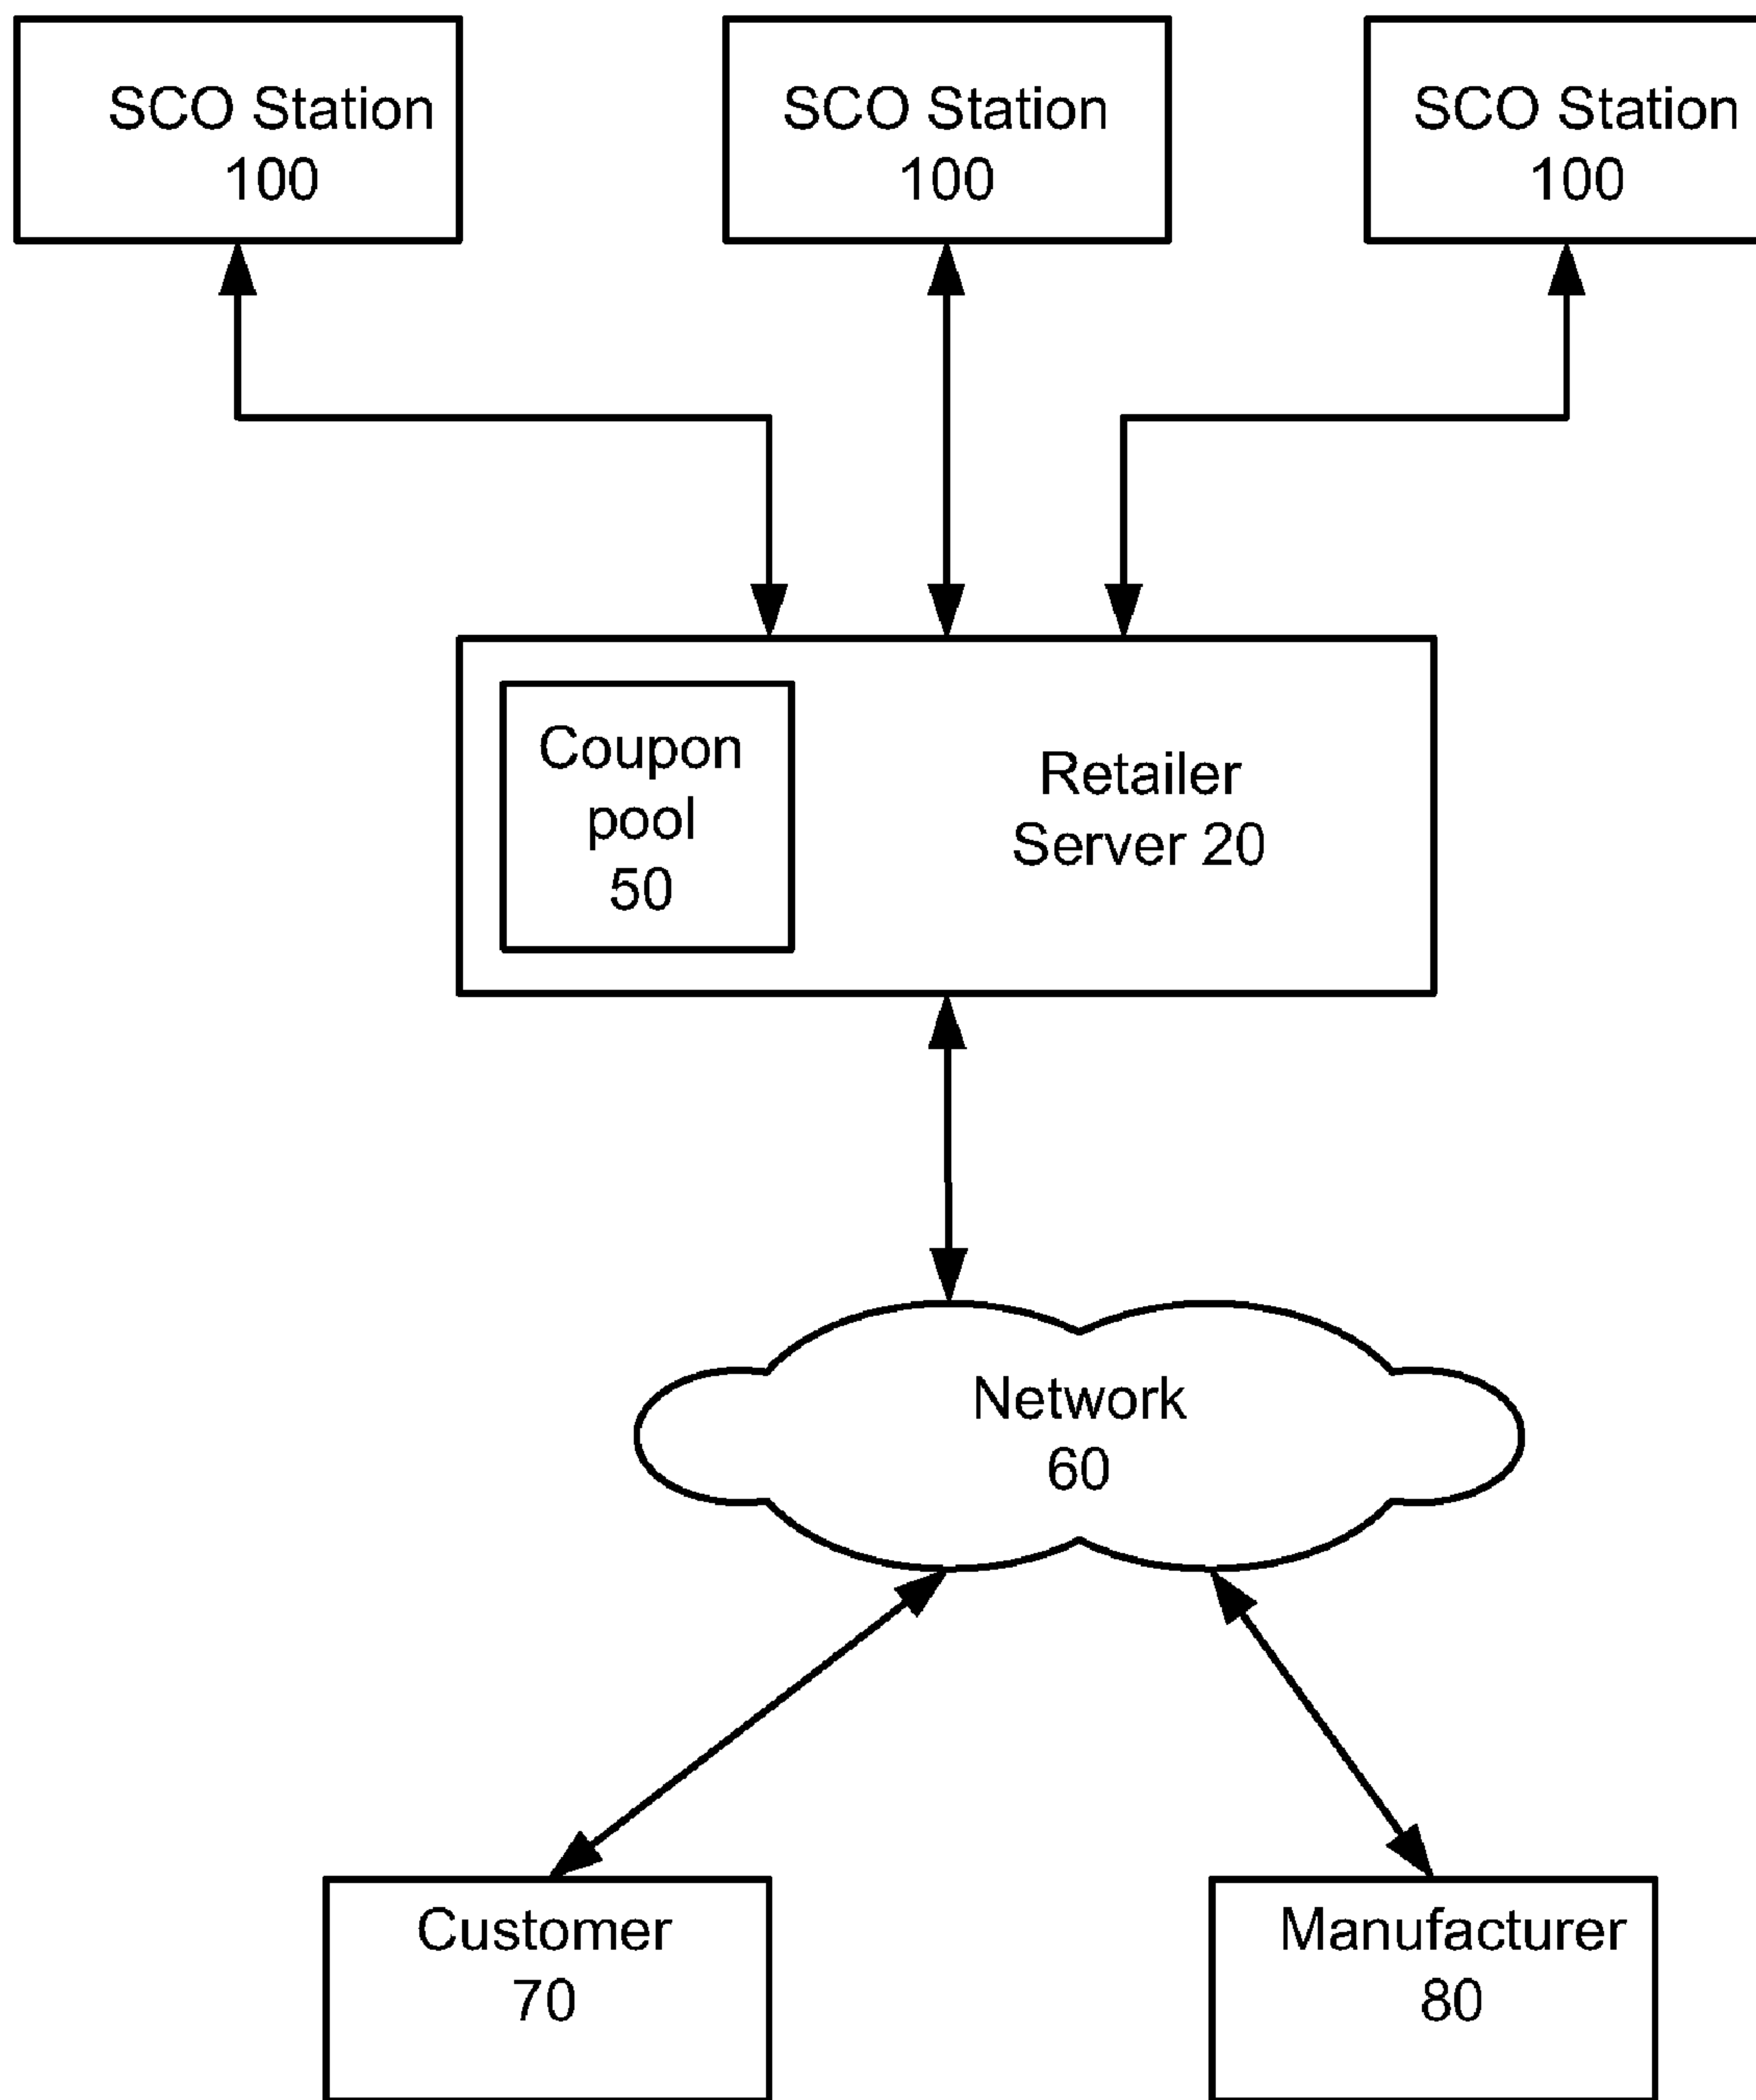 SCO Station
100
SCO Station
100
SCO Station
100
Coupon
pool
50
Retailer
Server 20
Network
60
Customer
70
Manufacturer
80